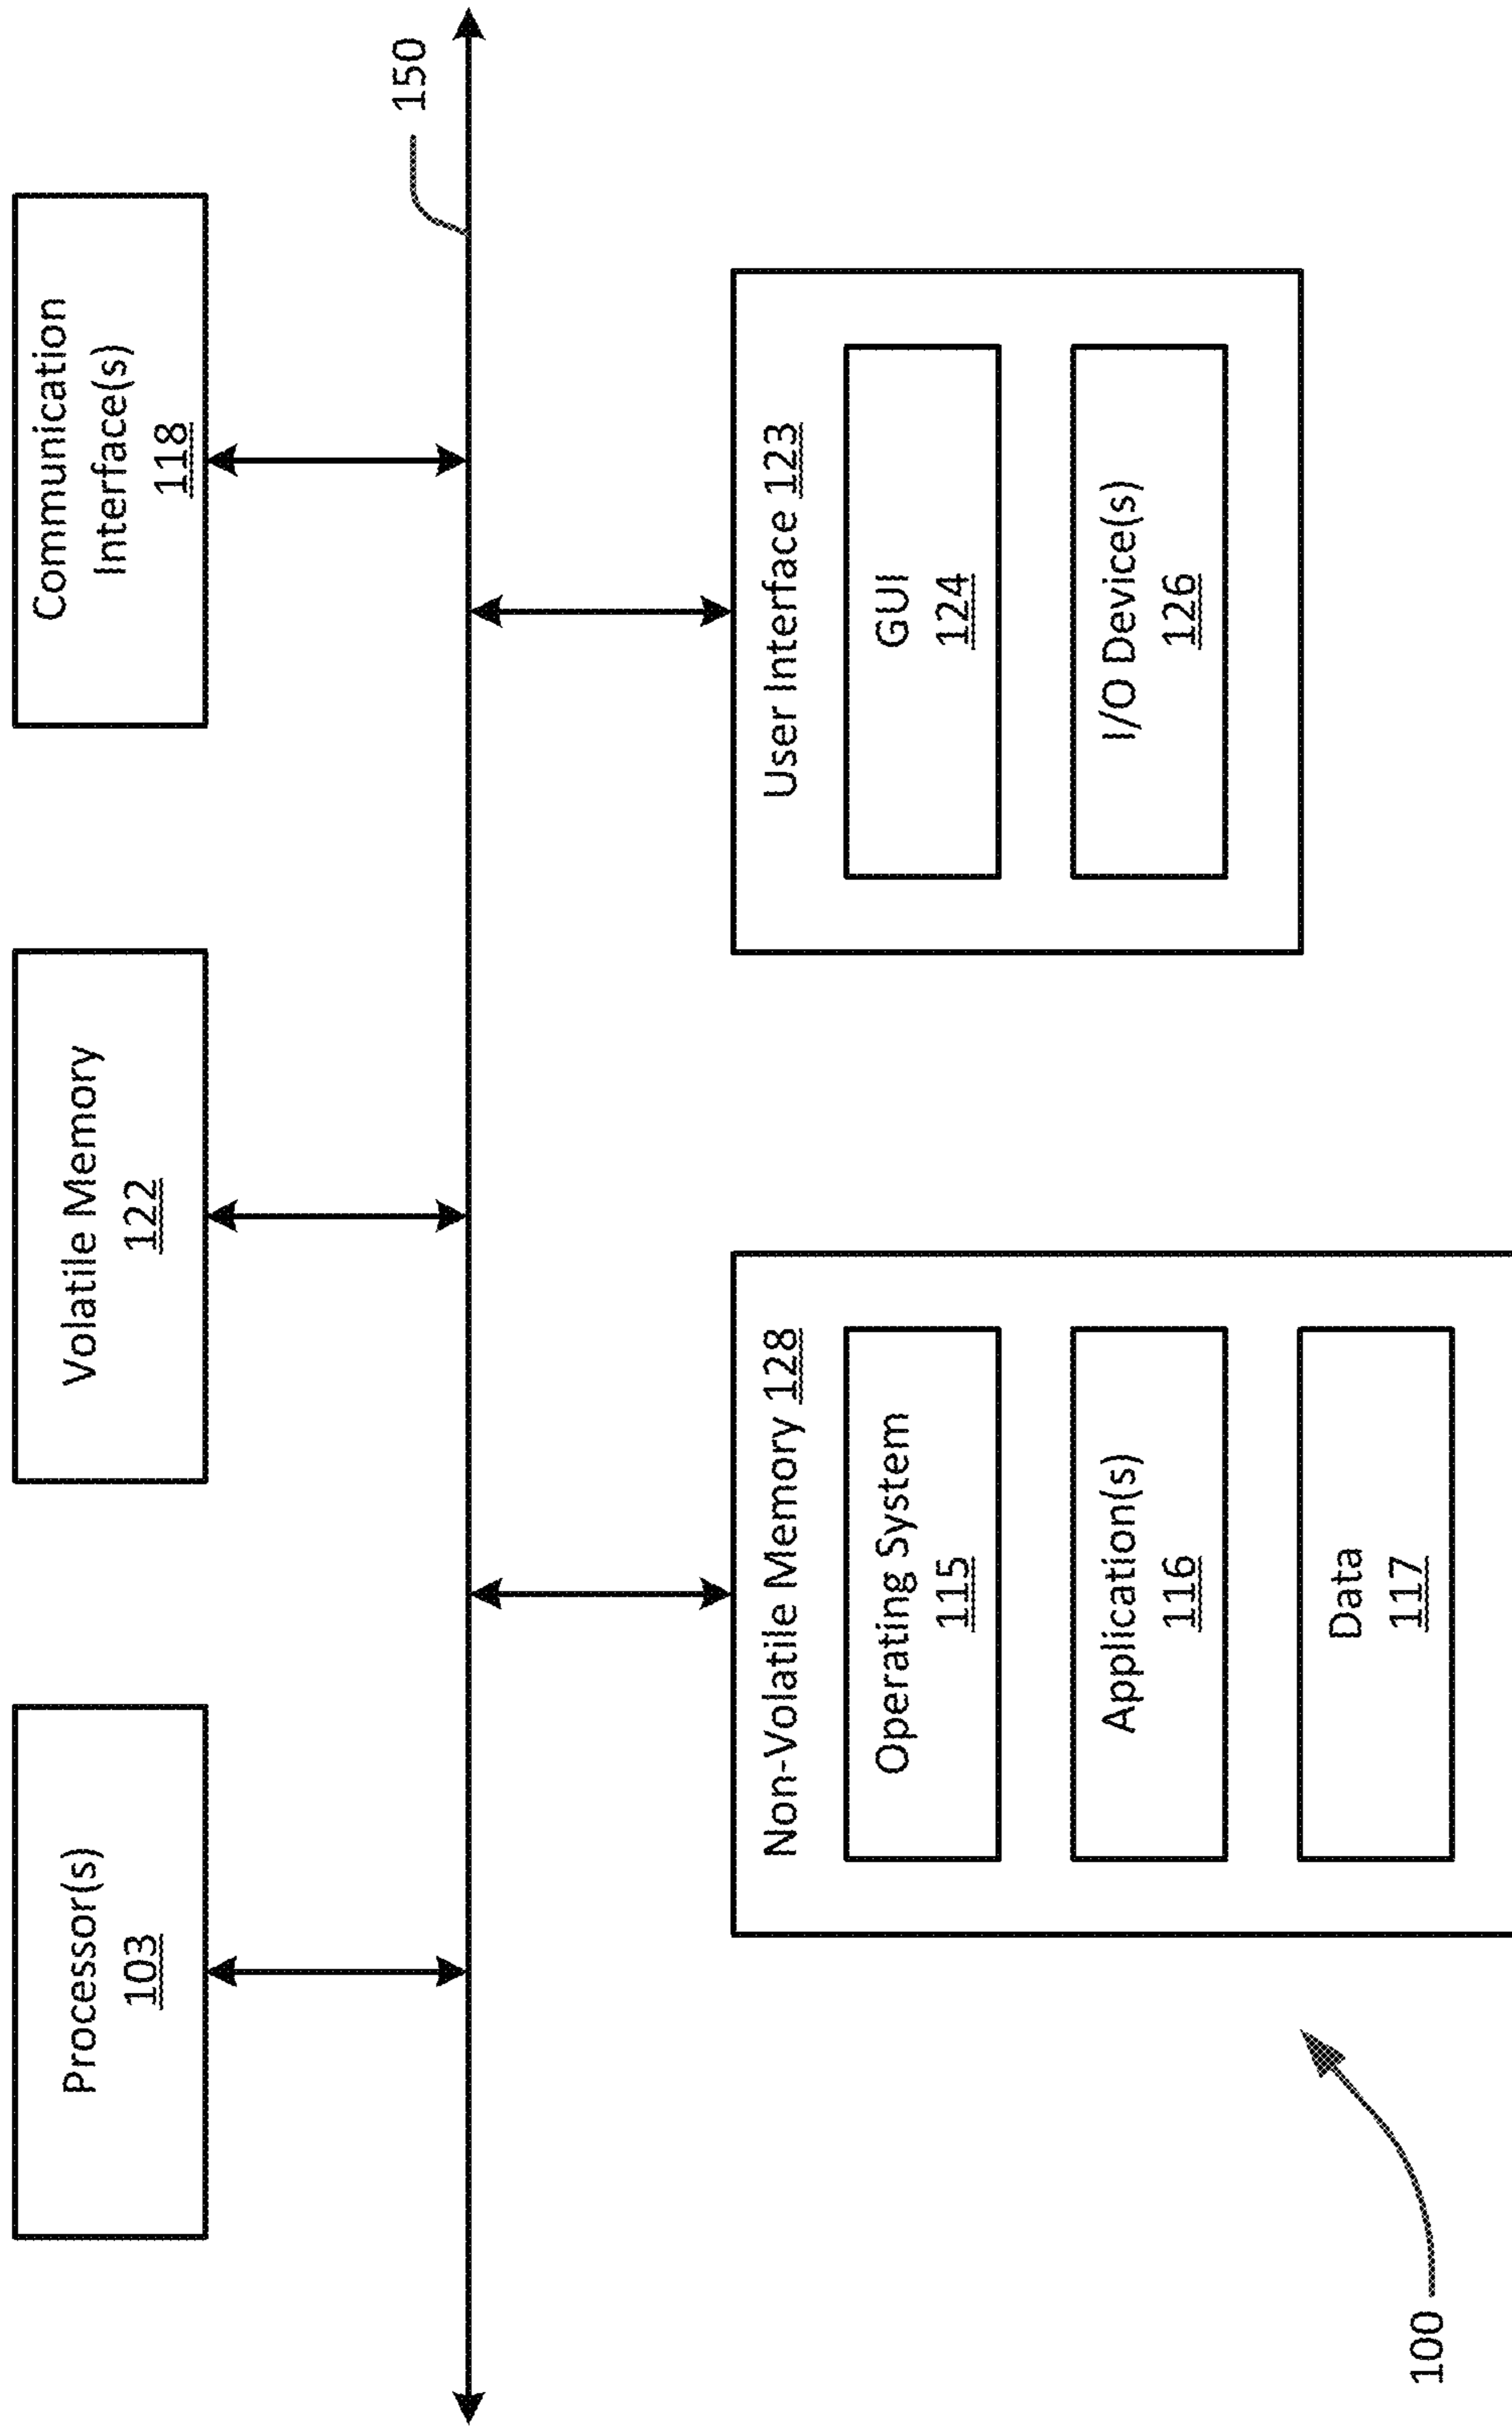 Processor(s)
103
Volatile Memory
122
Communication
Interface(s)
118
150
Non-Volatile Memory 128
Operating System
115
Application(s)
116
Data
117
User Interface 123
GUI
124
I/O Device(s)
126
100